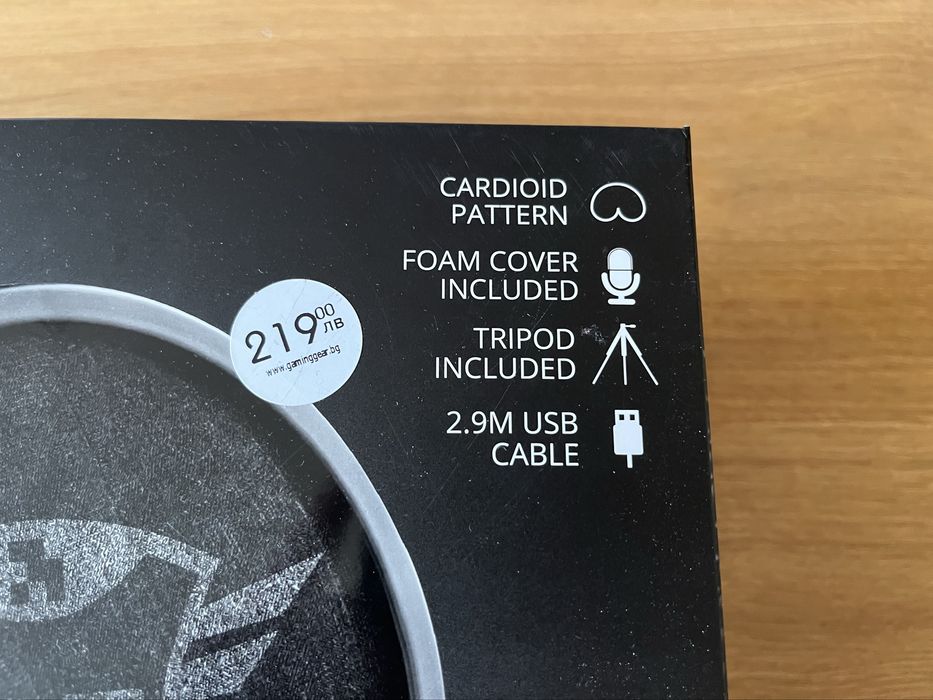 CARDIOID
PATTERN
FOAM COVER
INCLUDED
219 00
лв
www.gaminggear.bg
TRIPOD
INCLUDED
2.9M USB
CABLE